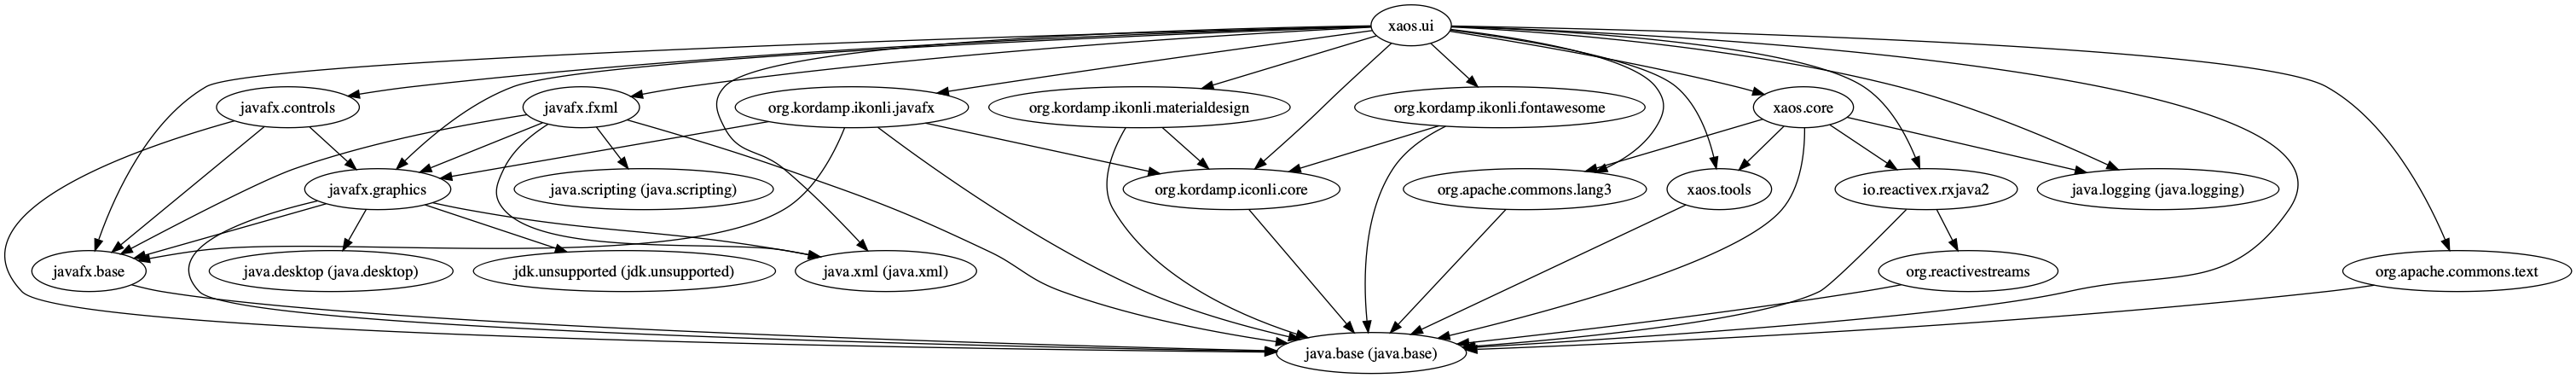 xaos.ui
javafx.controls
javafx.fxml
org.kordamp.ikonli.javafx
org.kordamp.ikonli.materialdesign
org.kordamp.ikonli.fontawesome
xaos.core
javafx.graphics
java.scripting (java.scripting)
org.kordamp.iconli.core
org.apache.commons.lang3
xaos.tools
io.reactivex.rxjava2
java.logging (java.logging)
javafx.base
java.desktop (java.desktop)
jdk.unsupported (jdk.unsupported)
java.xml (java.xml)
org.reactivestreams
org.apache.commons.text
java.base (java.base)